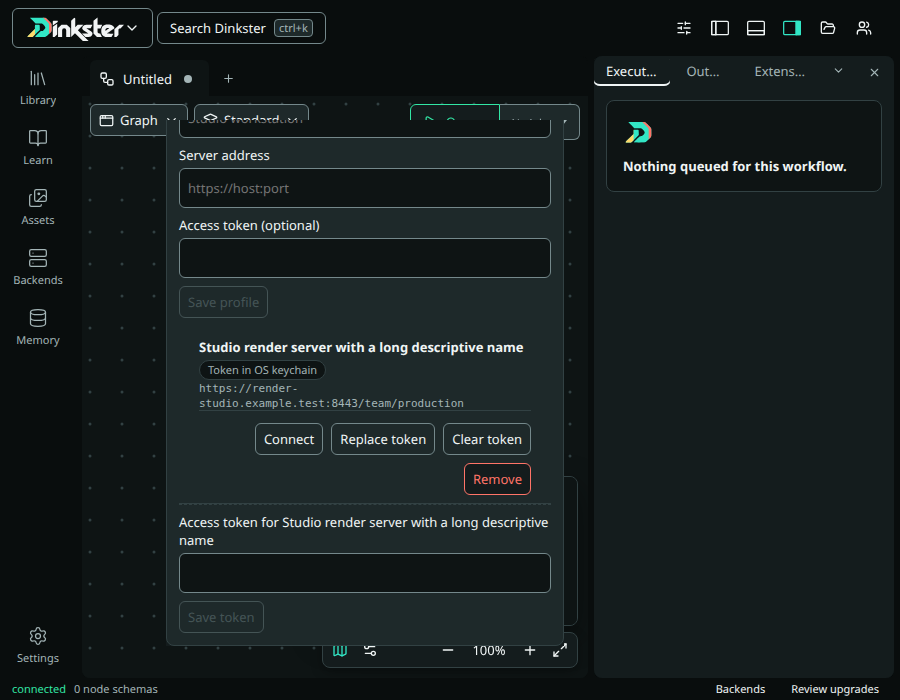 Dinkster
Search Dinkster ctrl+k
Library
Learn
Assets
Backends
Memory
Settings
Untitled
Graph
Standard
Server address
https://host:port
Access token (optional)
Save profile
Studio render server with a long descriptive name
Token in OS keychain
https://render-
studio.example.test:8443/team/production
Connect
Replace token
Clear token
Remove
Access token for Studio render server with a long descriptive
name
Save token
100%
Execut...
Out...
Extens...
Nothing queued for this workflow.
connected
0 node schemas
Backends
Review upgrades